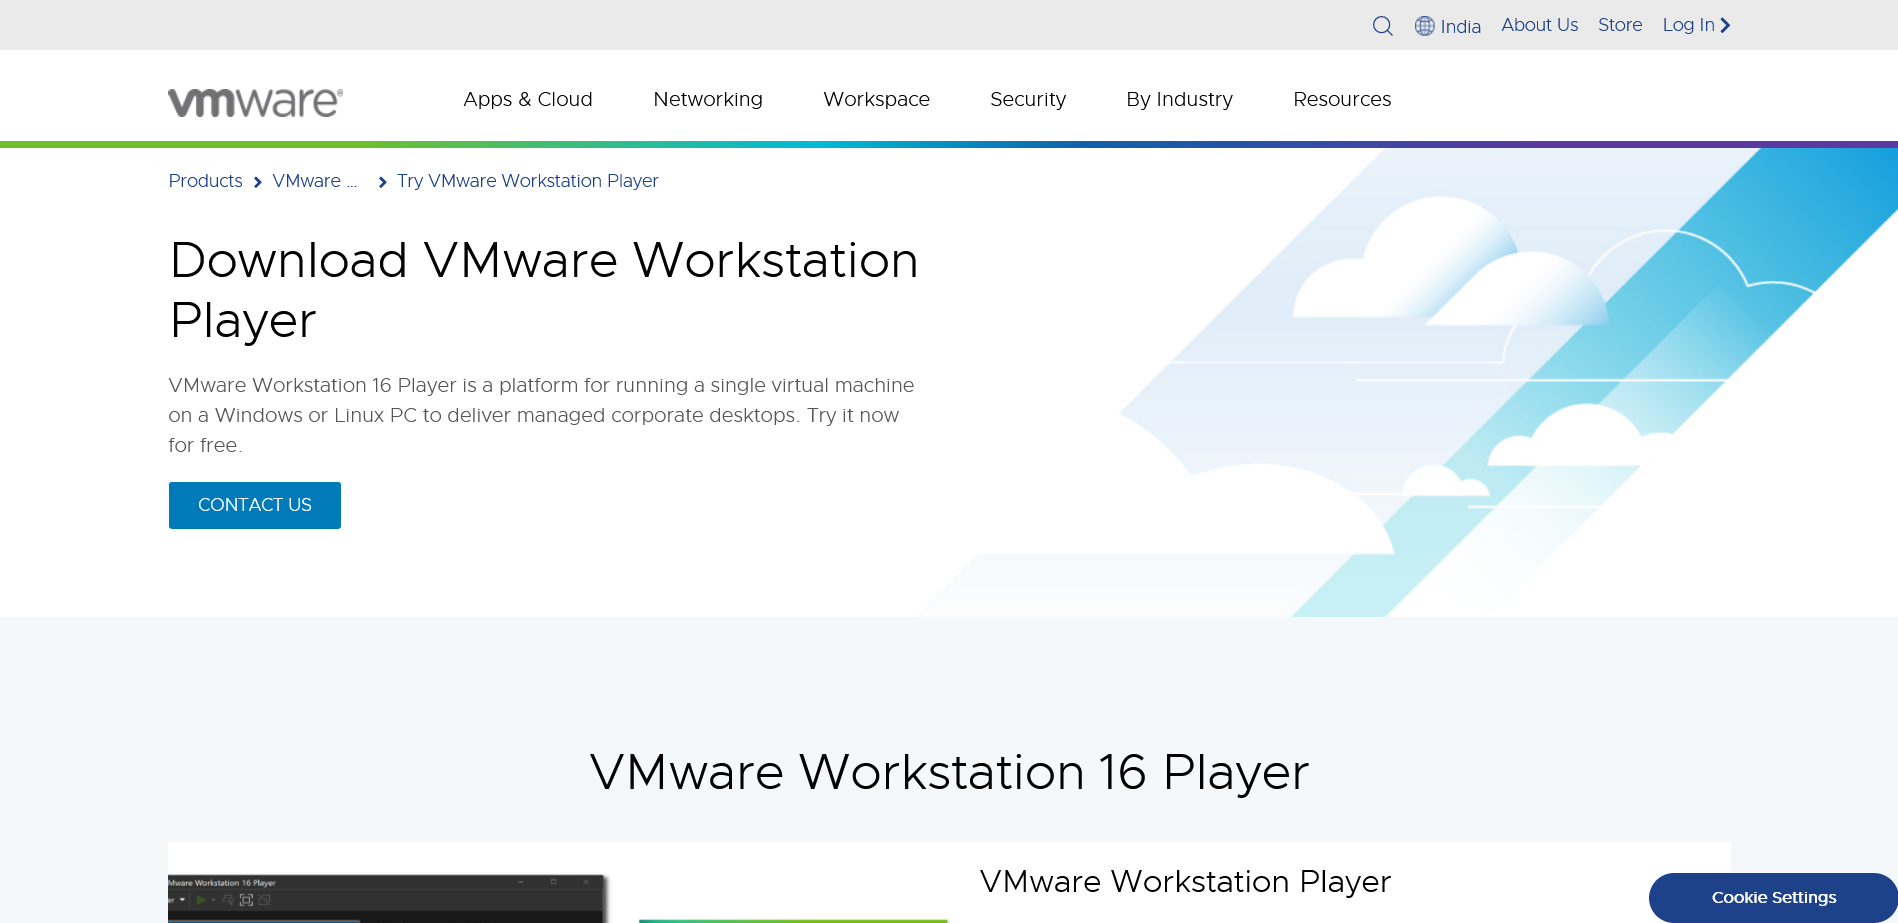 India
About Us
Store
Log In
vmware®
Apps & Cloud
Networking
Workspace
Security
By Industry
Resources
Products
VMware ...
Try VMware Workstation Player
Download VMware Workstation
Player
VMware Workstation 16 Player is a platform for running a single virtual machine
on a Windows or Linux PC to deliver managed corporate desktops. Try it now
for free.
CONTACT US
VMware Workstation 16 Player
Mware Workstation 16 Player
er
VMware Workstation Player
Cookie Settings